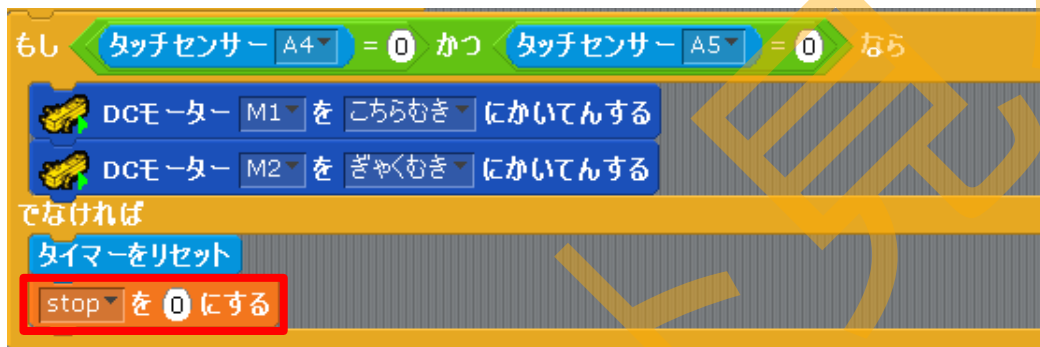 もし タッチセンサー A4 = 0 かつ タッチセンサー A5 = 0 なら
DCモーター M1 を こちらむき にかいてんする
DCモーター M2 を ぎゃくむき にかいてんする
でなければ
タイマーをリセット
stop を 0 にする